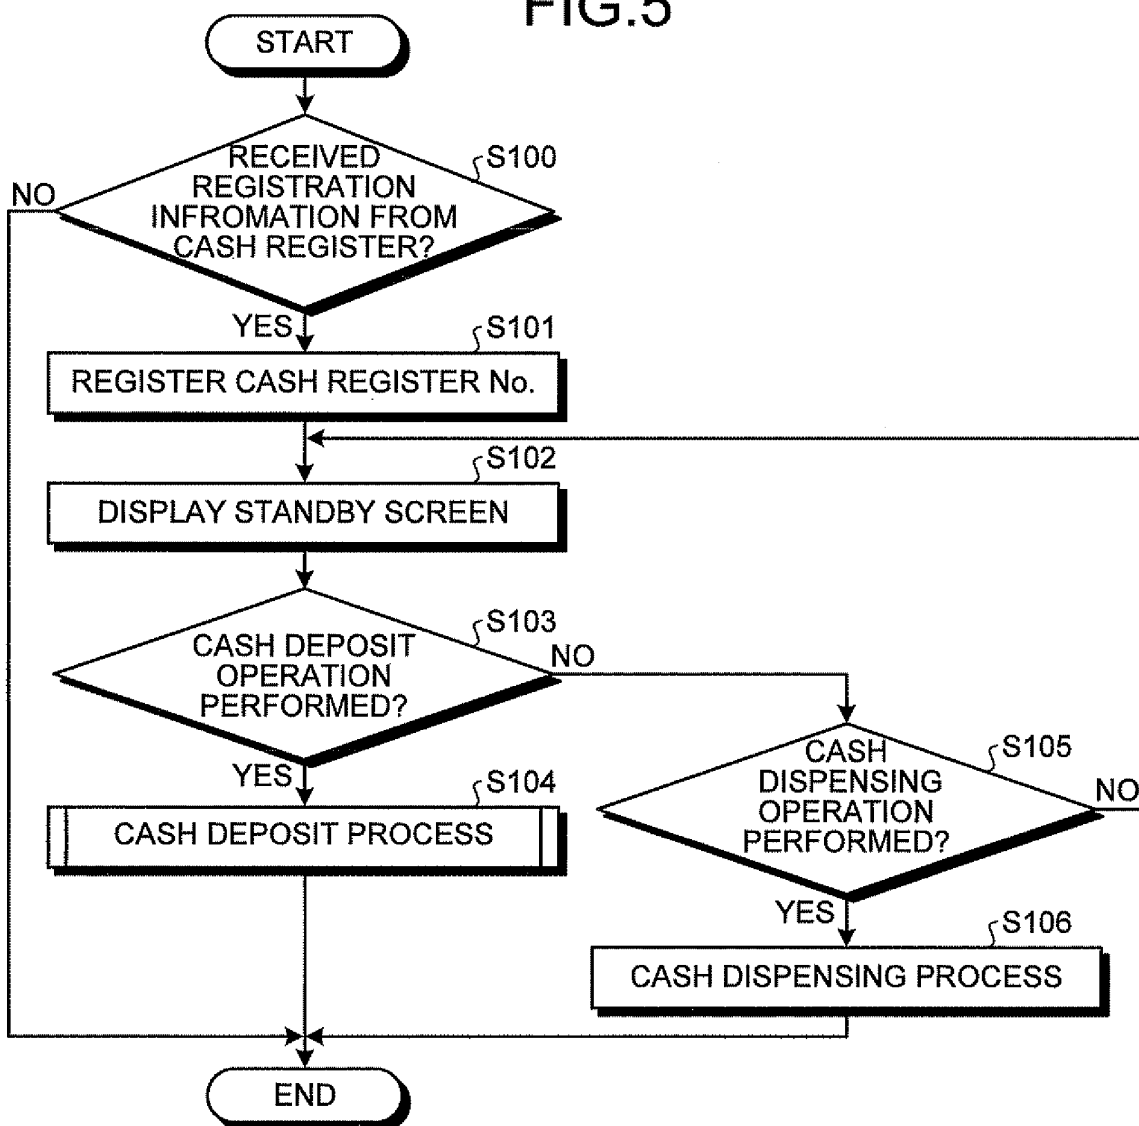 FIG.5
START
RECEIVED
REGISTRATION
INFROMATION FROM
CASH REGISTER?
S100
NO
YES
S101
REGISTER CASH REGISTER No.
S102
DISPLAY STANDBY SCREEN
S103
CASH DEPOSIT
OPERATION
PERFORMED?
NO
YES
S104
CASH DEPOSIT PROCESS
S105
CASH
DISPENSING
OPERATION
PERFORMED?
NO
YES
S106
CASH DISPENSING PROCESS
END